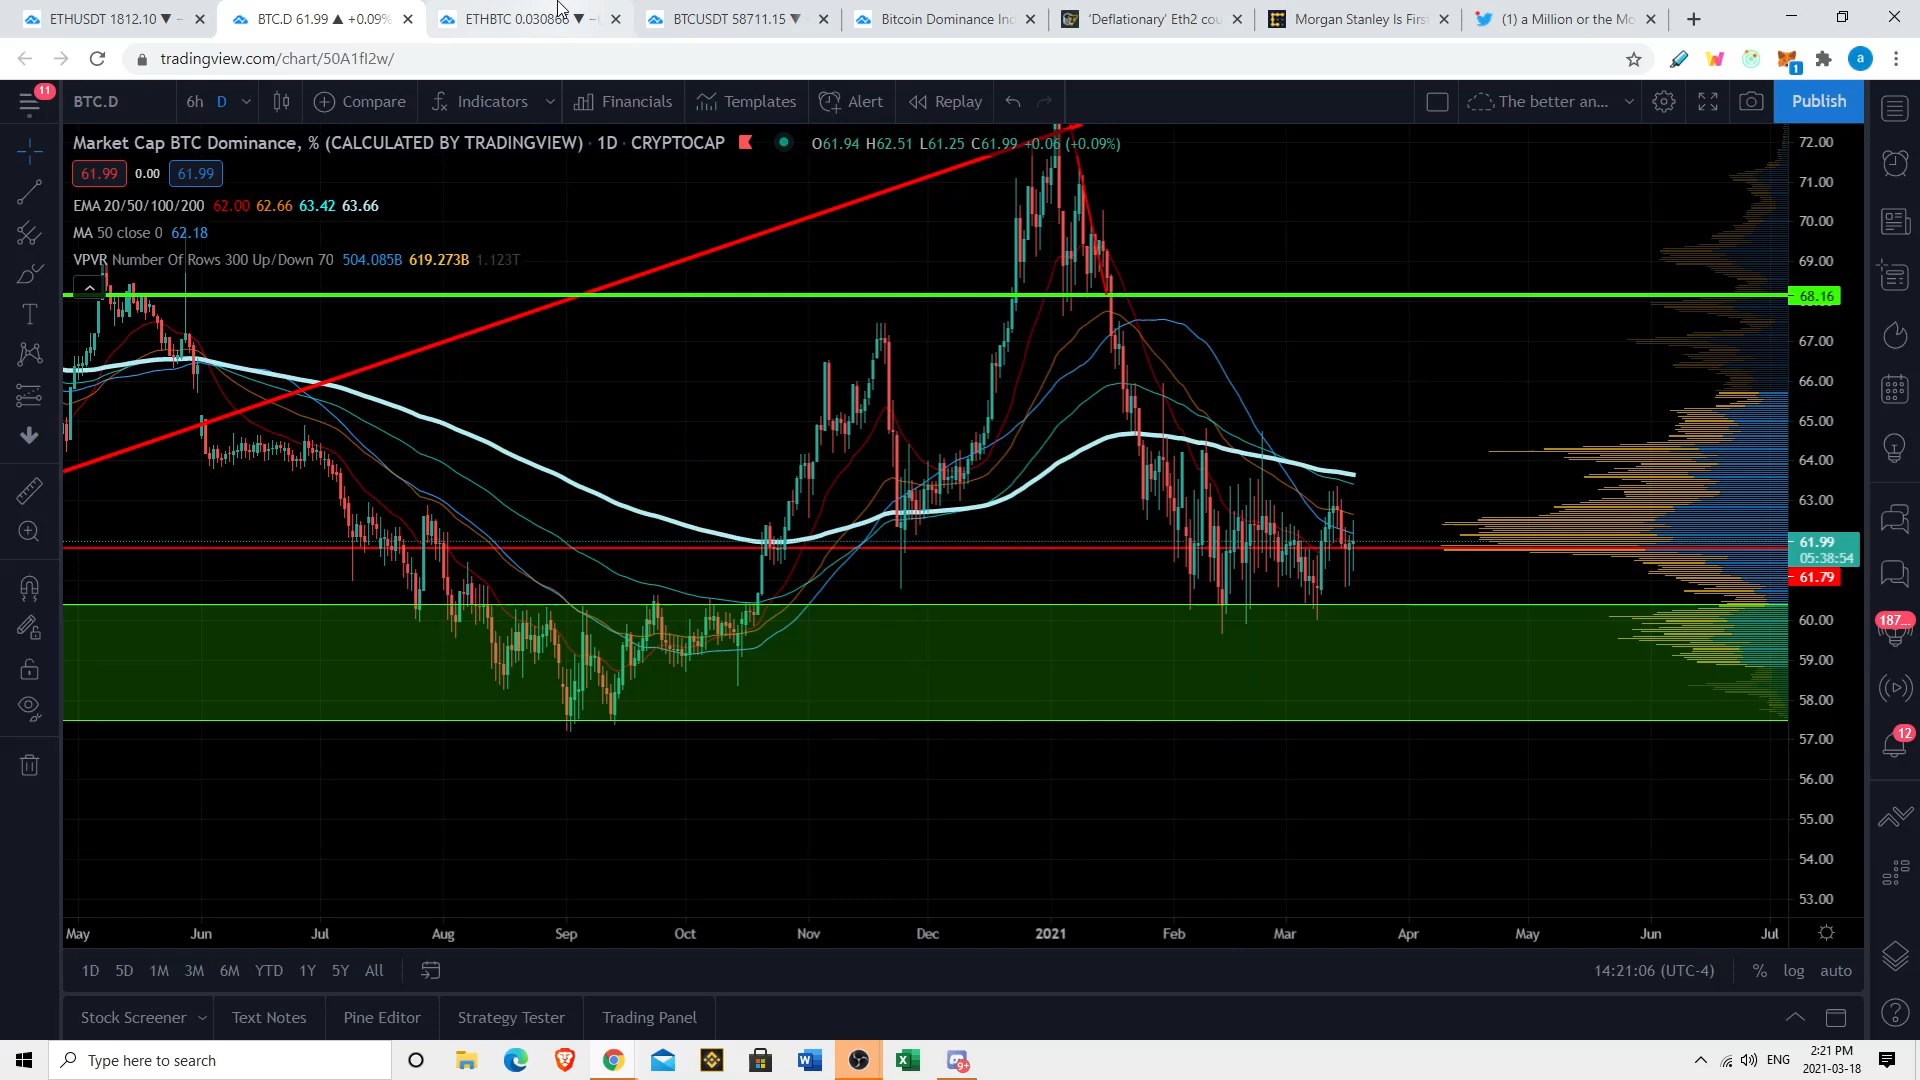 ETHUSDT 1812.10 ▼ −
BTC.D 61.99 ▲ +0.09%
ETHBTC 0.03086 ▼ −
BTCUSDT 58711.15 ▼
Bitcoin Dominance In
'Deflationary' Eth2 cou
Morgan Stanley Is Firs
(1) a Million or the Mo
tradingview.com/chart/50A1fI2w/
1
a
11
BTC.D
6h D
Compare
Indicators
Financials
Templates
Alert
Replay
The better an...
Publish
Market Cap BTC Dominance, % (CALCULATED BY TRADINGVIEW) · 1D · CRYPTOCAP
O61.94 H62.51 L61.25 C61.99 +0.06 (+0.09%)
61.99 0.00 61.99
EMA 20/50/100/200 62.00 62.66 63.42 63.66
MA 50 close 0 62.18
VPVR Number Of Rows 300 Up/Down 70 504.085B 619.273B 1.123T
72.00
71.00
70.00
69.00
68.16
67.00
66.00
65.00
64.00
63.00
61.99
05:38:54
61.79
60.00
59.00
58.00
57.00
56.00
55.00
54.00
53.00
187...
12
May Jun Jul Aug Sep Oct Nov Dec 2021 Feb Mar Apr May Jun Jul
1D 5D 1M 3M 6M YTD 1Y 5Y All
14:21:06 (UTC-4) % log auto
Stock Screener Text Notes Pine Editor Strategy Tester Trading Panel
Type here to search
9+
ENG
2:21 PM
2021-03-18